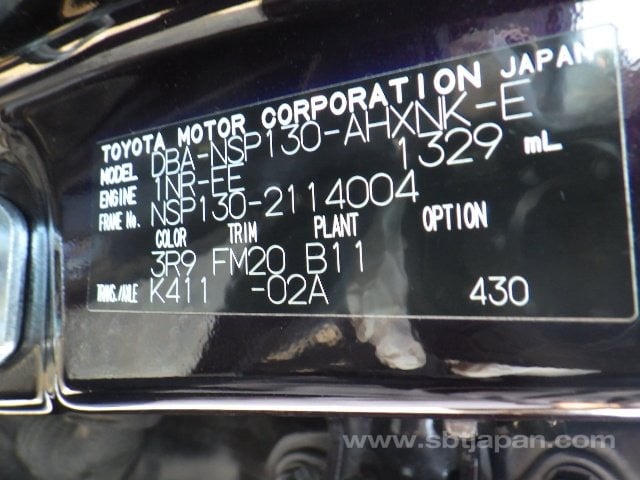 TOYOTA MOTOR CORPORATION JAPAN
MODEL DBA-NSP130-AHXNK-E
ENGINE 1NR-EE 1329 mL
FRAME No. NSP130-2114004
COLOR TRIM PLANT OPTION
3R9 FM20 B11
TRANS./AXLE K411 -02A 430
www.sbtjapan.com